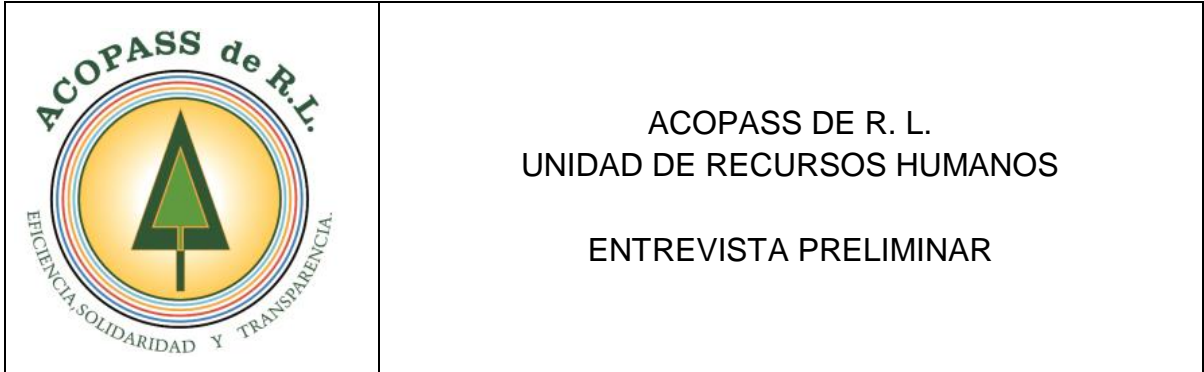 ACOPASS de R.L.
EFICIENCIA, SOLIDARIDAD Y TRANSPARENCIA.
ACOPASS DE R. L.
UNIDAD DE RECURSOS HUMANOS
ENTREVISTA PRELIMINAR